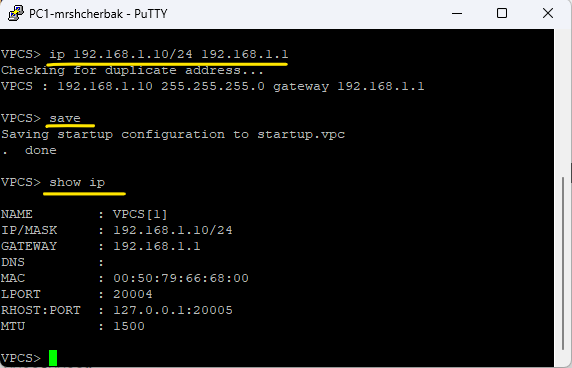 PC1-mrshcherbak - PuTTY
VPCS> ip 192.168.1.10/24 192.168.1.1
Checking for duplicate address...
VPCS : 192.168.1.10 255.255.255.0 gateway 192.168.1.1
VPCS> save
Saving startup configuration to startup.vpc
.  done
VPCS> show ip
NAME        : VPCS[1]
IP/MASK     : 192.168.1.10/24
GATEWAY     : 192.168.1.1
DNS         :
MAC         : 00:50:79:66:68:00
LPORT       : 20004
RHOST:PORT  : 127.0.0.1:20005
MTU         : 1500
VPCS>